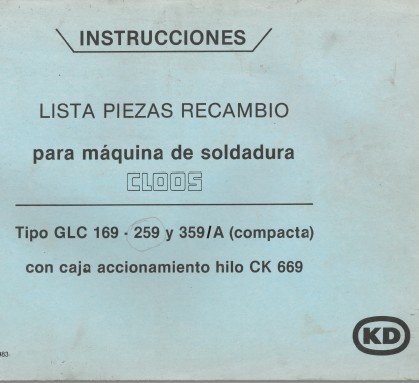 INSTRUCCIONES
LISTA PIEZAS RECAMBIO
para máquina de soldadura
CLOOS
Tipo GLC 169 - 259 y 359/A (compacta)
con caja accionamiento hilo CK 669
KD